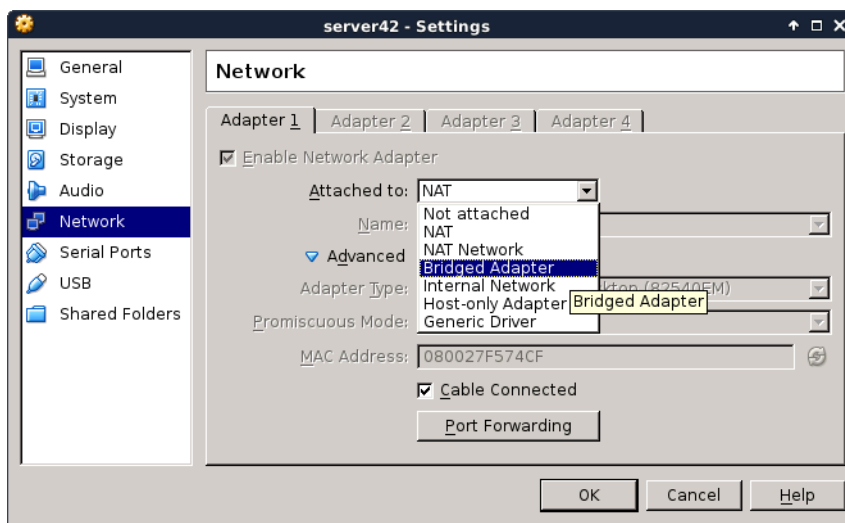 server42 - Settings
General
System
Display
Storage
Audio
Network
Serial Ports
USB
Shared Folders
Network
Adapter 1 Adapter 2 Adapter 3 Adapter 4
Enable Network Adapter
Attached to: NAT
Not attached
NAT
NAT Network
Bridged Adapter
Internal Network
Host-only Adapter
Generic Driver
Bridged Adapter
Name:
Advanced
Adapter Type: (82540EM)
Promiscuous Mode:
MAC Address: 080027F574CF
Cable Connected
Port Forwarding
OK Cancel Help